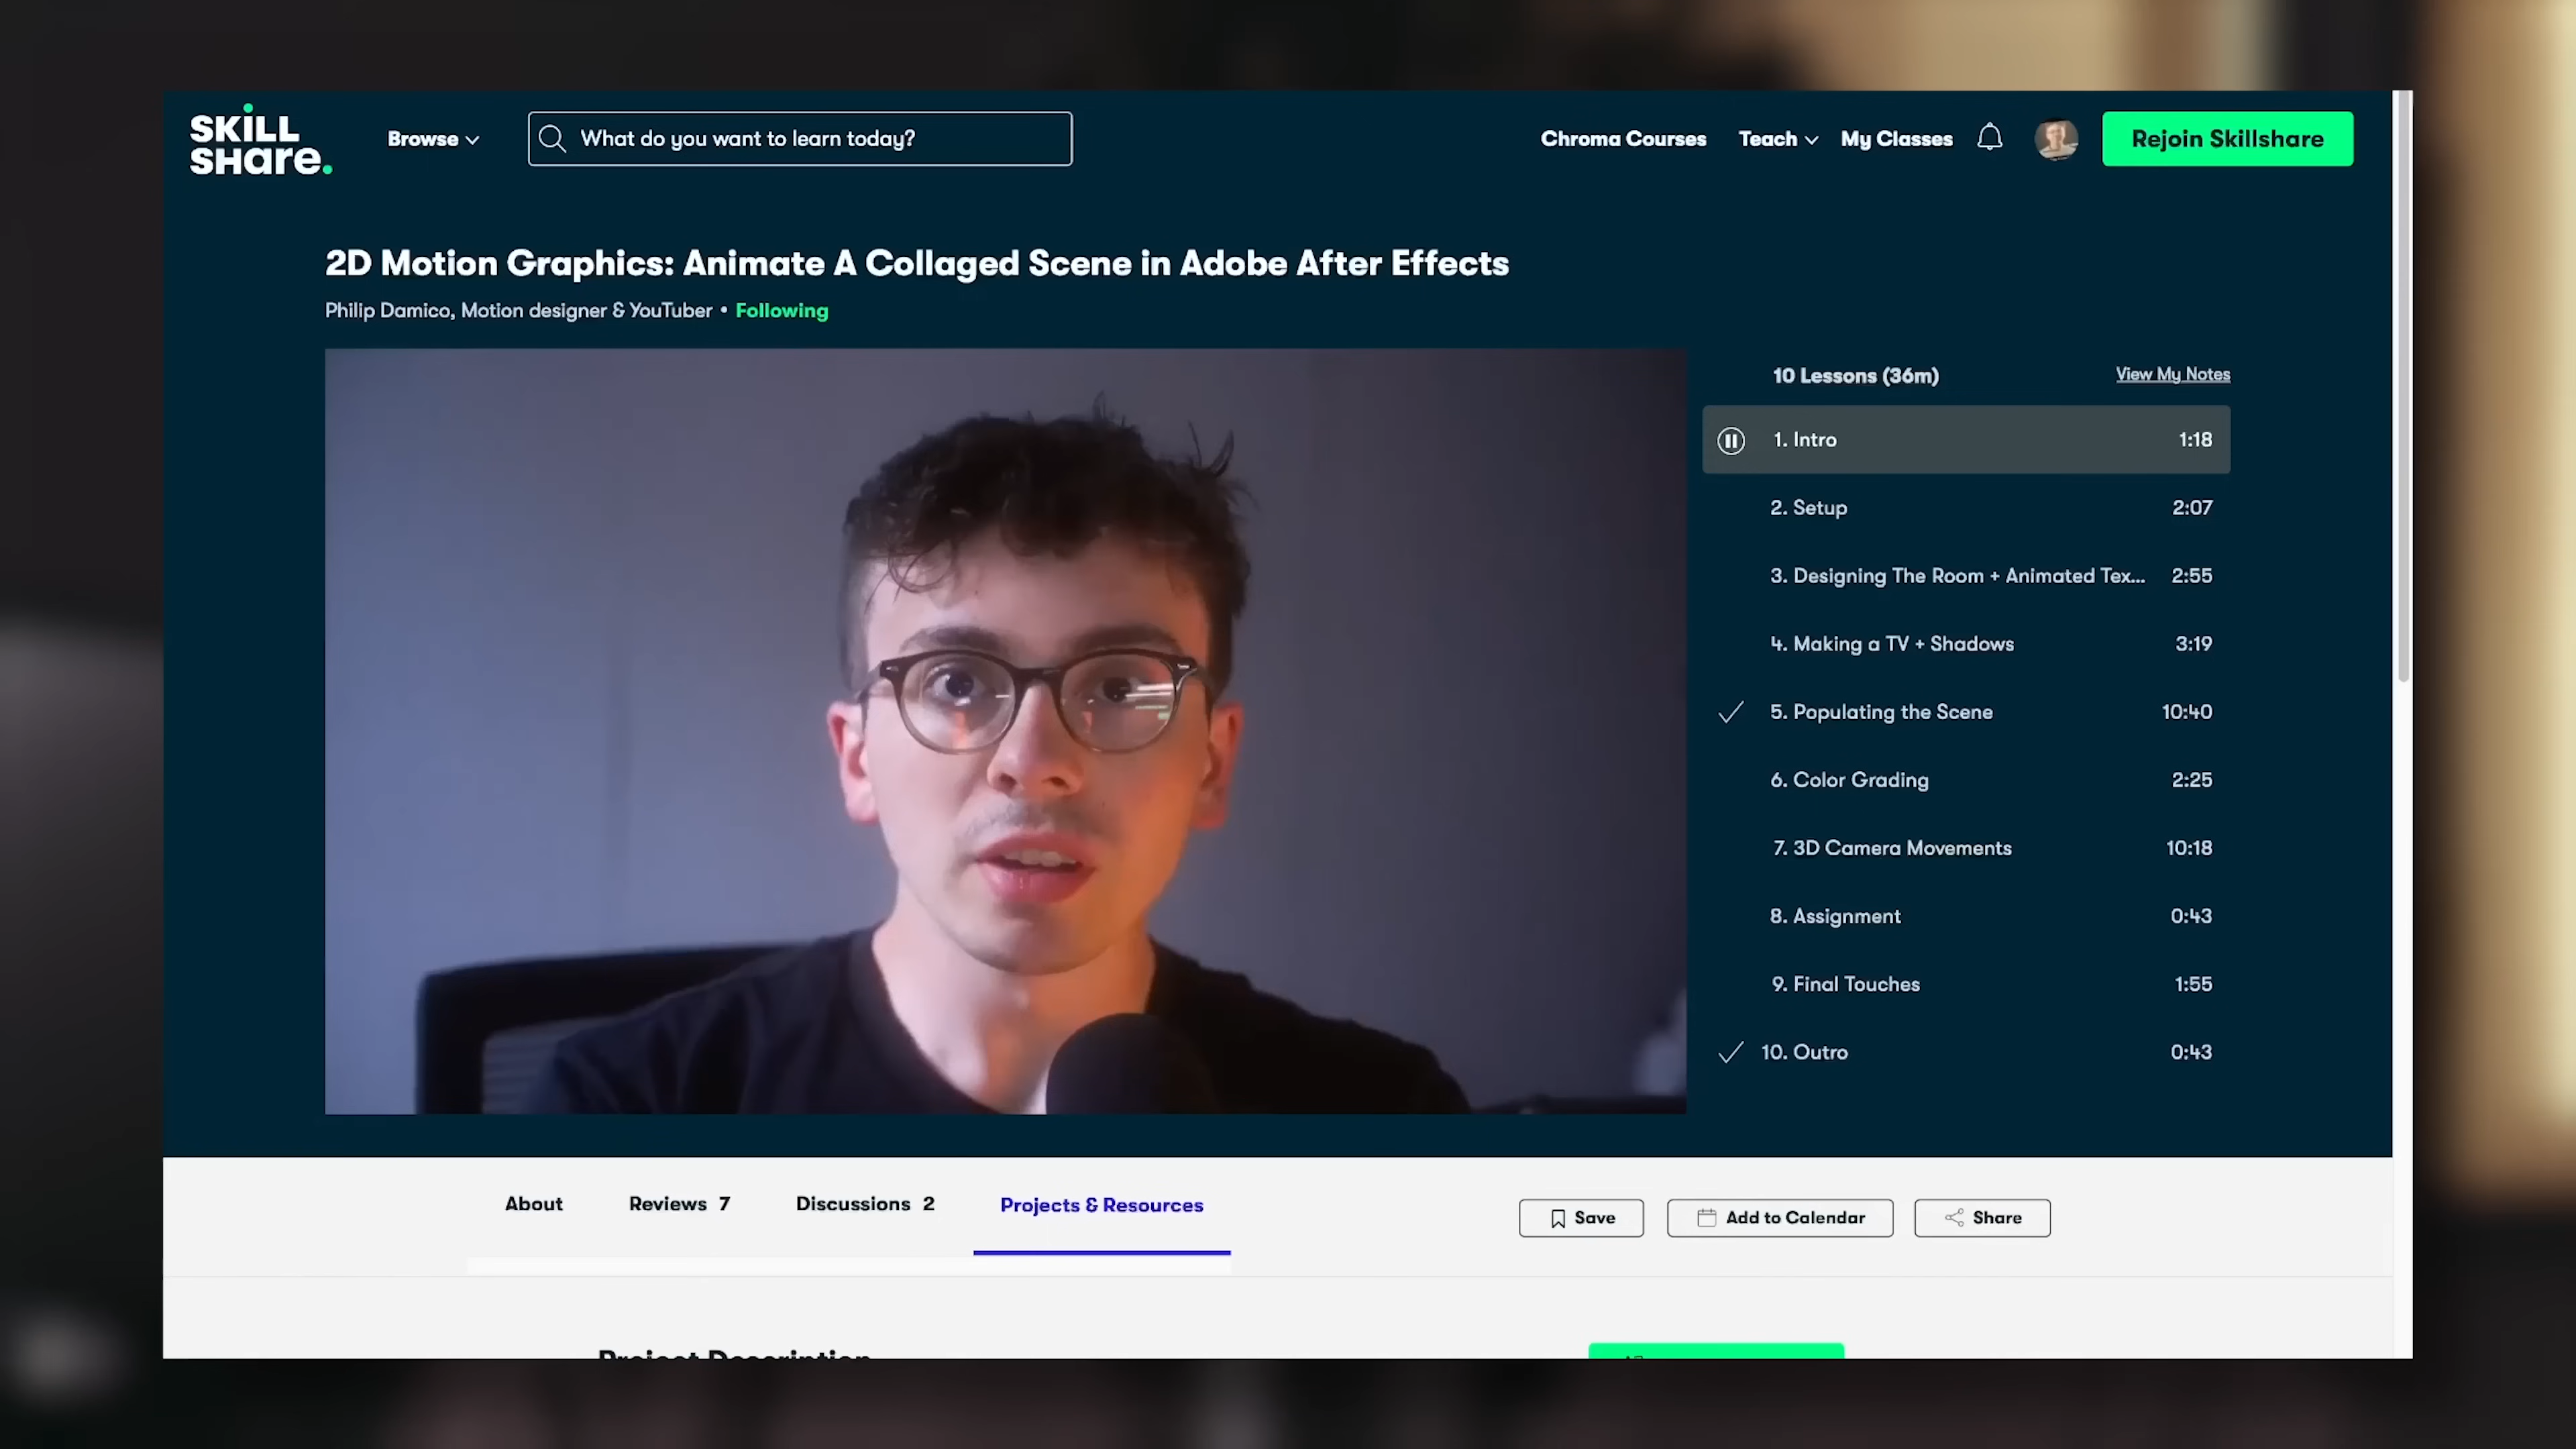 SKiLL
SHare.
Browse
What do you want to learn today?
Chroma Courses
Teach
My Classes
Rejoin Skillshare
2D Motion Graphics: Animate A Collaged Scene in Adobe After Effects
Philip Damico, Motion designer & YouTuber • Following
10 Lessons (36m)
View My Notes
1. Intro 1:18
2. Setup 2:07
3. Designing The Room + Animated Tex... 2:55
4. Making a TV + Shadows 3:19
5. Populating the Scene 10:40
6. Color Grading 2:25
7. 3D Camera Movements 10:18
8. Assignment 0:43
9. Final Touches 1:55
10. Outro 0:43
About
Reviews 7
Discussions 2
Projects & Resources
Save
Add to Calendar
Share
Project Description